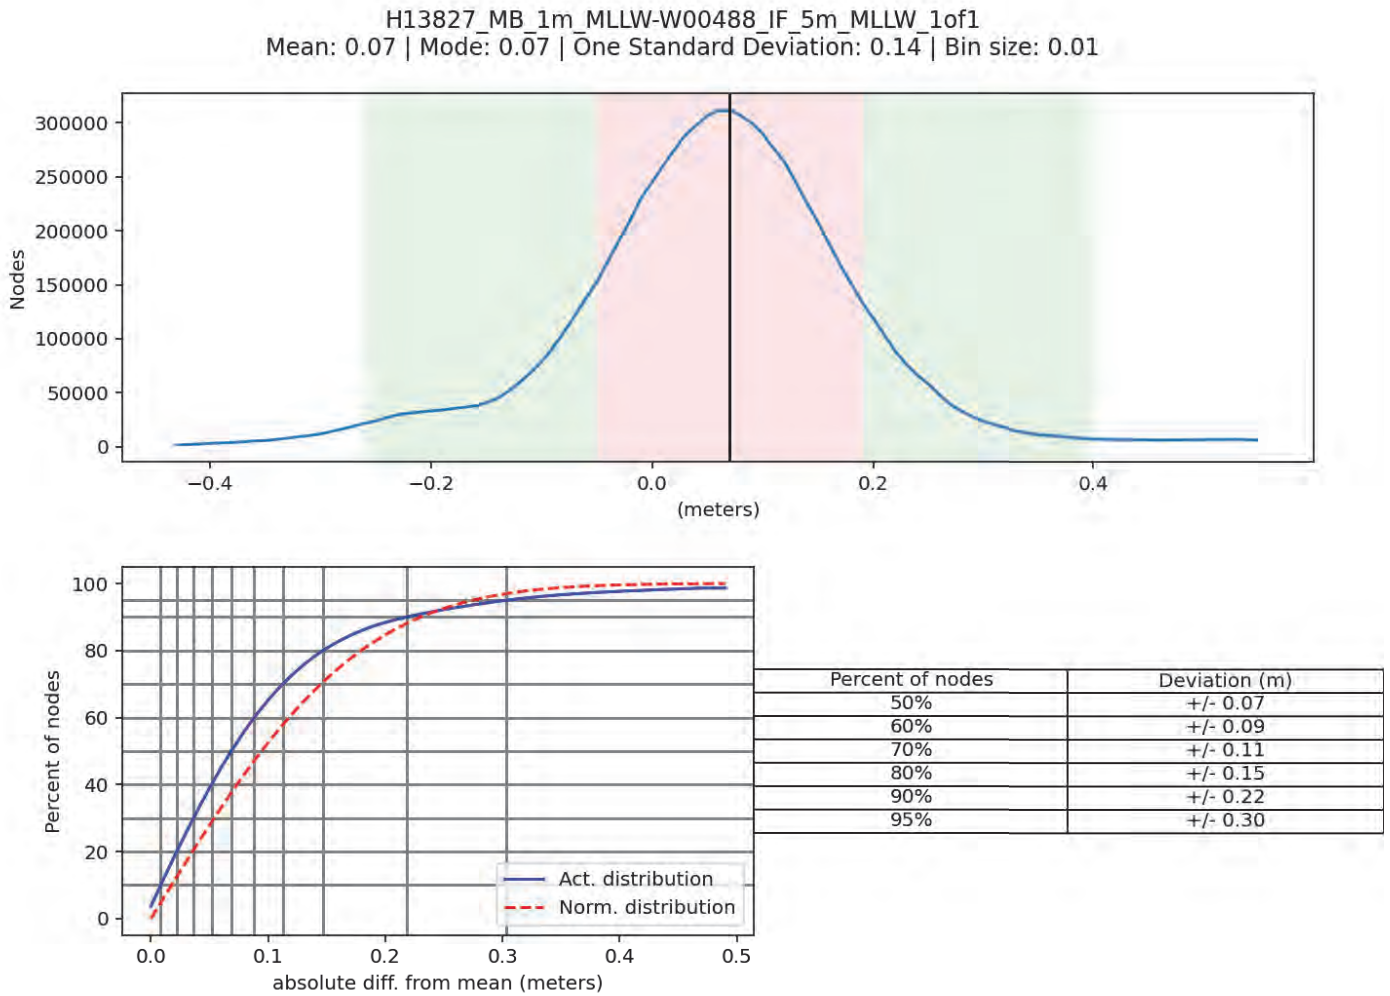 H13827_MB_1m_MLLW-W00488_IF_5m_MLLW_1of1
Mean: 0.07 | Mode: 0.07 | One Standard Deviation: 0.14 | Bin size: 0.01
300000
250000
200000
150000
100000
50000
0
Nodes
−0.4 −0.2 0.0 0.2 0.4
(meters)
100
80
60
40
20
0
Percent of nodes
Act. distribution
Norm. distribution
0.0 0.1 0.2 0.3 0.4 0.5
absolute diff. from mean (meters)
Percent of nodes Deviation (m)
50% +/- 0.07
60% +/- 0.09
70% +/- 0.11
80% +/- 0.15
90% +/- 0.22
95% +/- 0.30